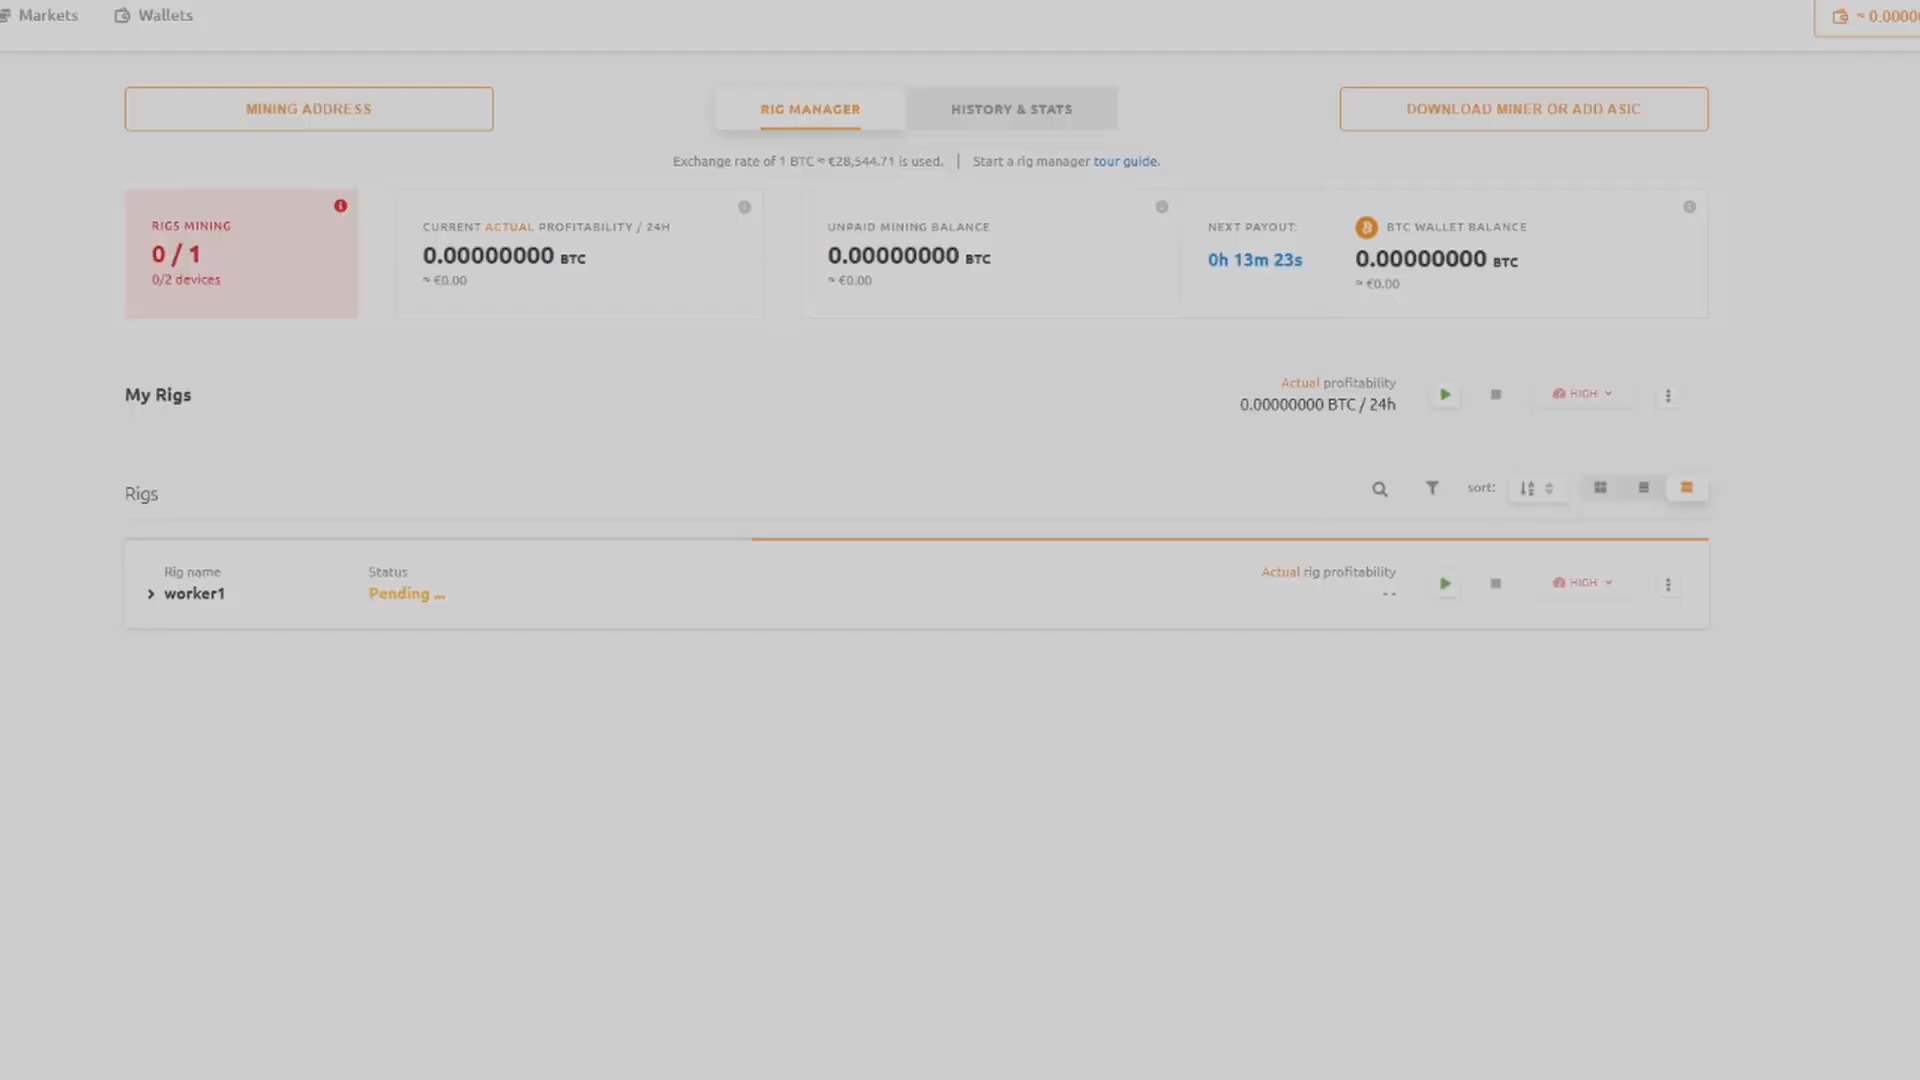 Markets
Wallets
≈ 0.0000
MINING ADDRESS
RIG MANAGER
HISTORY & STATS
DOWNLOAD MINER OR ADD ASIC
Exchange rate of 1 BTC ≈ €28,544.71 is used. | Start a rig manager tour guide.
RIGS MINING
0 / 1
0/2 devices
CURRENT ACTUAL PROFITABILITY / 24H
0.00000000 BTC
≈ €0.00
UNPAID MINING BALANCE
0.00000000 BTC
≈ €0.00
NEXT PAYOUT:
0h 13m 23s
BTC WALLET BALANCE
0.00000000 BTC
≈ €0.00
My Rigs
Actual profitability
0.00000000 BTC / 24h
HIGH
Rigs
sort:
Rig name
worker1
Status
Pending ...
Actual rig profitability
- -
HIGH